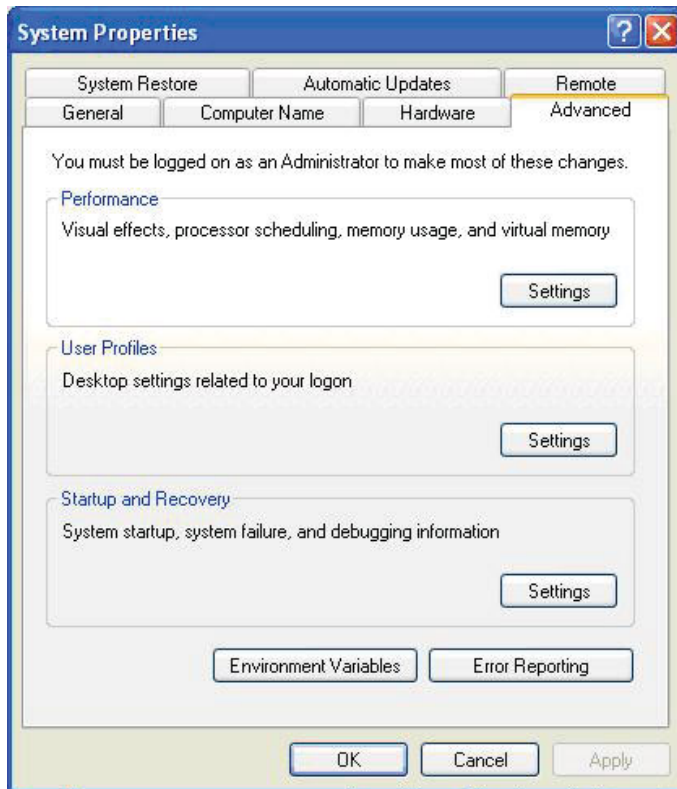 System Properties
System Restore Automatic Updates Remote
General Computer Name Hardware Advanced
You must be logged on as an Administrator to make most of these changes.
Performance
Visual effects, processor scheduling, memory usage, and virtual memory
Settings
User Profiles
Desktop settings related to your logon
Settings
Startup and Recovery
System startup, system failure, and debugging information
Settings
Environment Variables Error Reporting
OK Cancel Apply